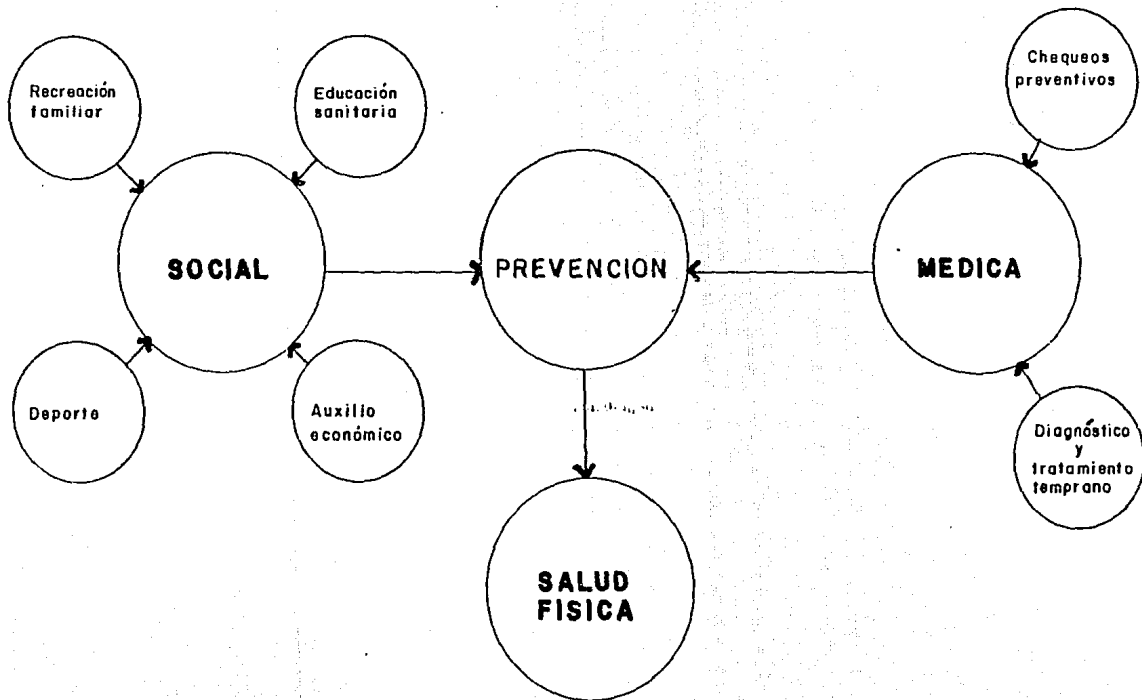 Recreación
familiar
Educación
sanitaria
Chequeos
preventivos
SOCIAL
PREVENCION
MEDICA
Deporte
Auxilio
económico
Diagnóstico
y
tratamiento
temprano
SALUD
FISICA